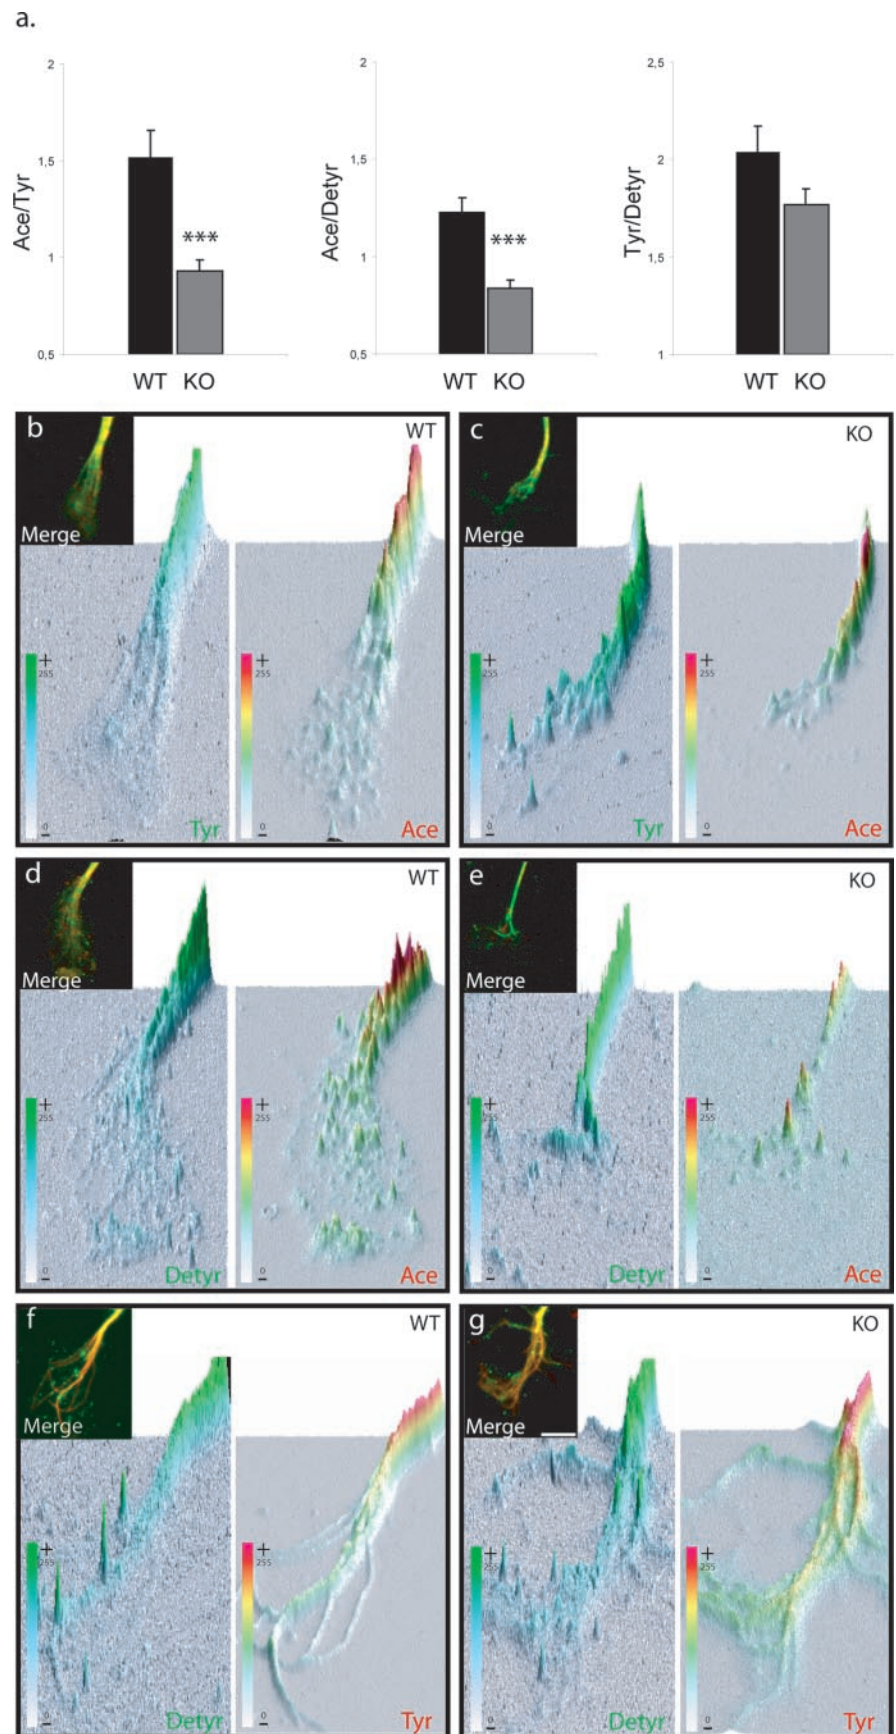 a.
2
1,5
1
0,5
Ace/Tyr
***
WT KO
2
1,5
1
0,5
Ace/Detyr
***
WT KO
2,5
2
1,5
1
Tyr/Detyr
WT KO
b
WT
Merge
+
255
0
-
Tyr
+
255
0
-
Ace
c
KO
Merge
+
255
0
-
Tyr
+
255
0
-
Ace
d
WT
Merge
+
255
0
-
Detyr
+
255
0
-
Ace
e
KO
Merge
+
255
0
-
Detyr
+
255
0
-
Ace
f
WT
Merge
+
255
0
-
Detyr
+
255
0
-
Tyr
g
KO
Merge
+
255
0
-
Detyr
+
255
0
-
Tyr